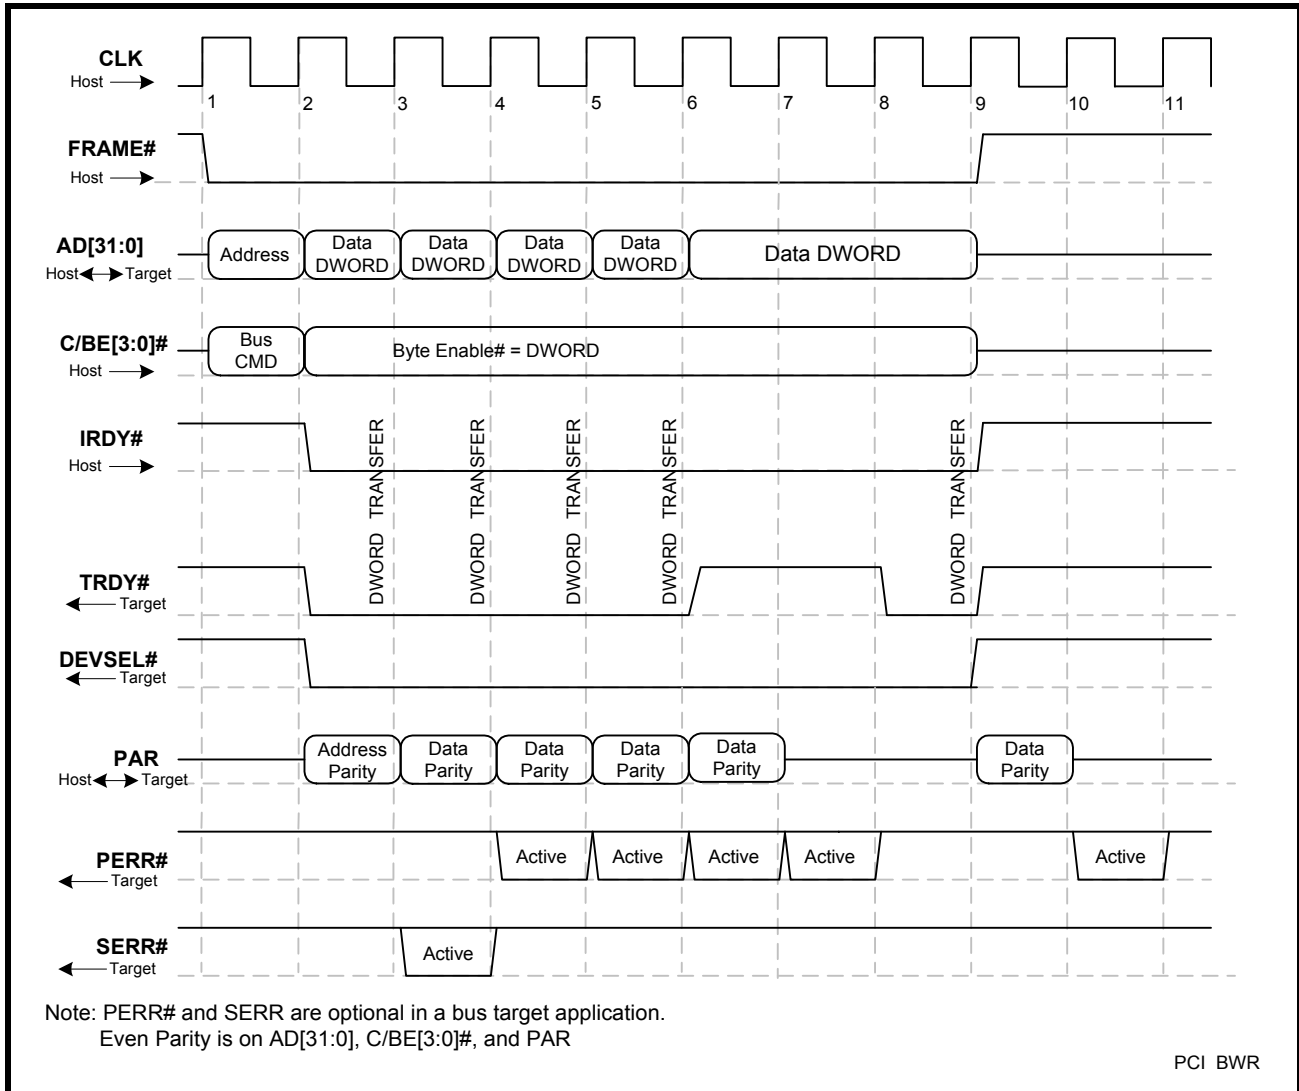 CLK
Host
1 2 3 4 5 6 7 8 9 10 11
FRAME#
Host
AD[31:0]
Host Target
Address
Data
DWORD
Data
DWORD
Data
DWORD
Data
DWORD
Data DWORD
C/BE[3:0]#
Host
Bus
CMD
Byte Enable# = DWORD
IRDY#
Host
DWORD TRANSFER
DWORD TRANSFER
DWORD TRANSFER
DWORD TRANSFER
DWORD TRANSFER
TRDY#
Target
DEVSEL#
Target
PAR
Host Target
Address
Parity
Data
Parity
Data
Parity
Data
Parity
Data
Parity
Data
Parity
PERR#
Target
Active
Active
Active
Active
Active
SERR#
Target
Active
Note: PERR# and SERR are optional in a bus target application.
Even Parity is on AD[31:0], C/BE[3:0]#, and PAR
PCI BWR